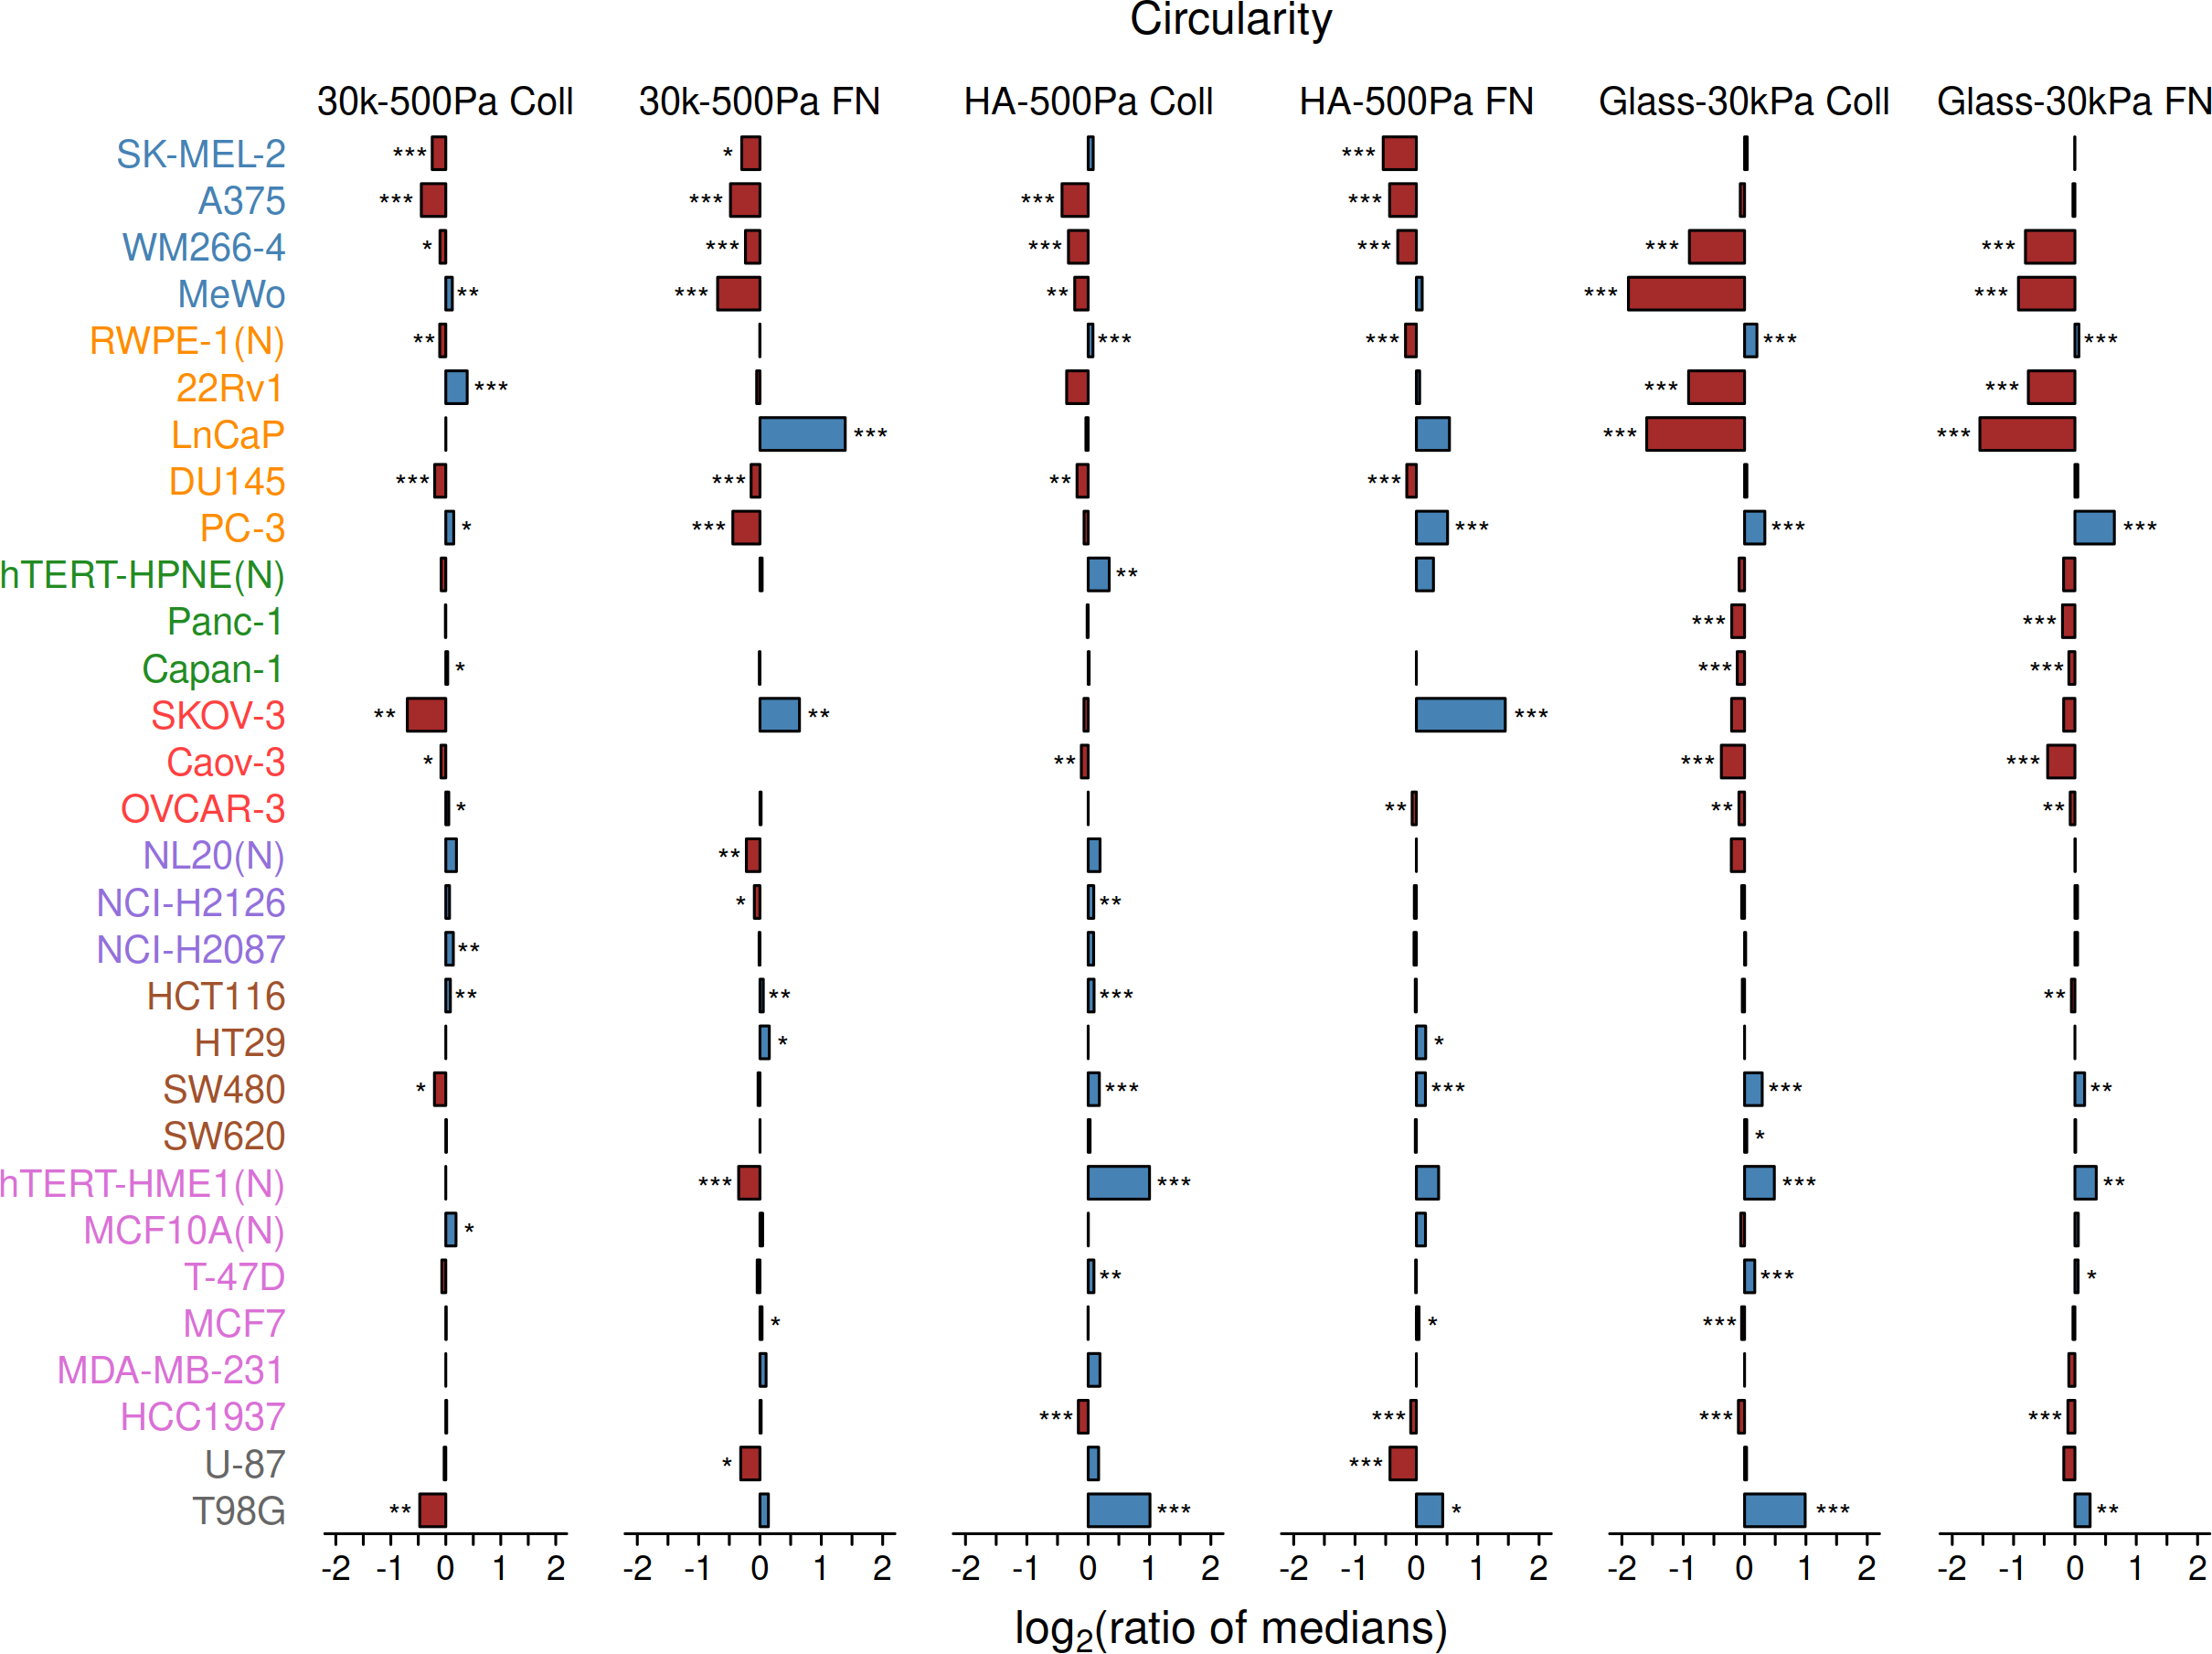 Circularity
30k-500Pa Coll 30k-500Pa FN HA-500Pa Coll HA-500Pa FN Glass-30kPa Coll Glass-30kPa FN
SK-MEL-2 *** * ***
A375 *** *** *** ***
WM266-4 * *** *** *** *** ***
MeWo ** *** ** *** ***
RWPE-1(N) ** *** *** *** ***
22Rv1 *** *** ***
LnCaP *** *** ***
DU145 *** *** ** ***
PC-3 * *** *** *** ***
hTERT-HPNE(N) **
Panc-1 *** ***
Capan-1 * *** ***
SKOV-3 ** ** ***
Caov-3 * ** *** ***
OVCAR-3 * ** ** **
NL20(N) **
NCI-H2126 * **
NCI-H2087 **
HCT116 ** ** *** **
HT29 * *
SW480 * *** *** *** **
SW620 *
hTERT-HME1(N) *** *** *** **
MCF10A(N) *
T-47D ** *** *
MCF7 * * ***
MDA-MB-231
HCC1937 *** *** *** ***
U-87 * ***
T98G ** *** * *** **
-2 -1 0 1 2 -2 -1 0 1 2 -2 -1 0 1 2 -2 -1 0 1 2 -2 -1 0 1 2 -2 -1 0 1 2
log2(ratio of medians)